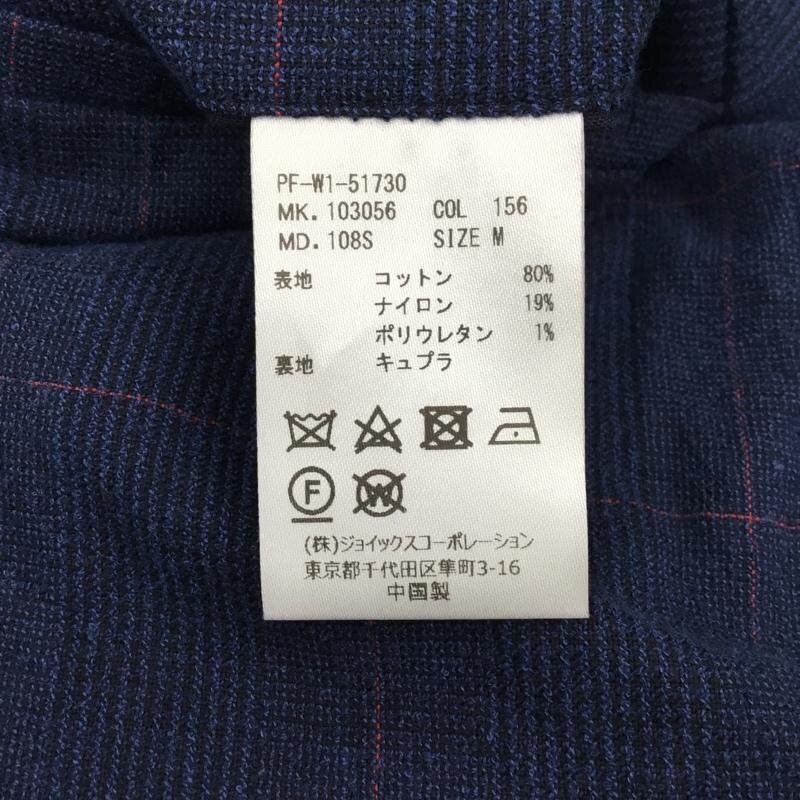 PF-W1-51730
MK. 103056 COL 156
MD. 108S SIZE M
表地 コットン 80%
ナイロン 19%
ポリウレタン 1%
裏地 キュプラ
F W
(株)ジョイックスコーポレーション
東京都千代田区隼町3-16
中国製